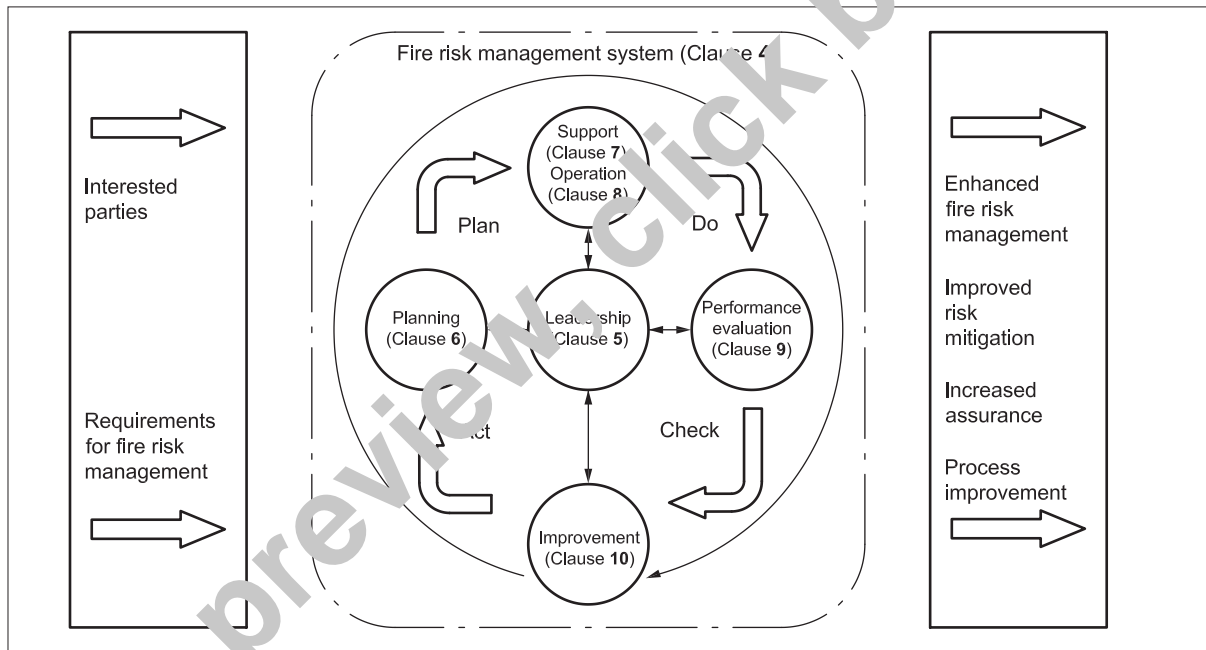 Interested
parties
Requirements
for fire risk
management
Fire risk management system (Clause 4
Support
(Clause 7)
Operation
(Clause 8)
Plan
Do
Planning
(Clause 6)
Leadership
(Clause 5)
Performance
evaluation
(Clause 9)
Check
Improvement
(Clause 10)
Enhanced
fire risk
management
Improved
risk
mitigation
Increased
assurance
Process
improvement
preview, click